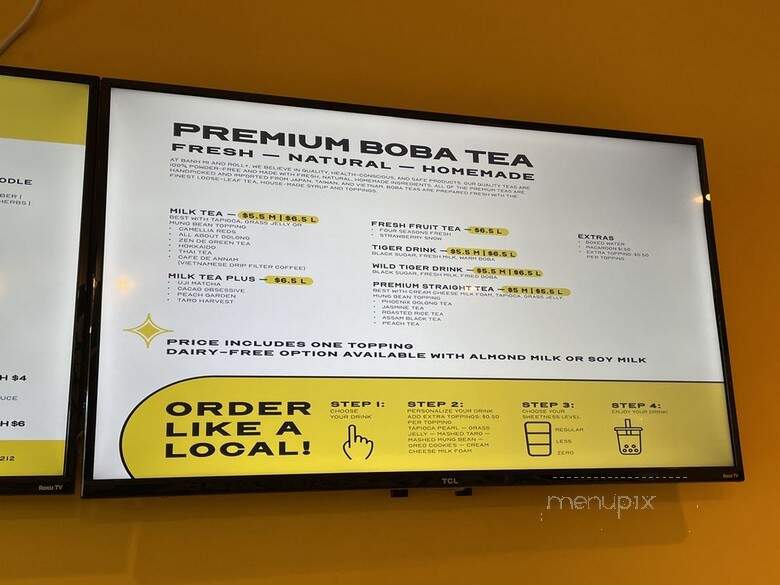 PREMIUM BOBA TEA
FRESH — NATURAL — HOMEMADE
AT BANH MI AND ROLL+, WE BELIEVE IN QUALITY, HEALTH-CONSCIOUS, AND SAFE PRODUCTS. OUR QUALITY TEAS ARE
100% POWDER-FREE AND MADE WITH FRESH, NATURAL, HOMEMADE INGREDIENTS. ALL OF THE PREMIUM TEAS ARE
HANDPICKED AND IMPORTED FROM JAPAN, TAIWAN, AND VIETNAM. BOBA TEAS ARE PREPARED FRESH WITH THE
FINEST LOOSE-LEAF TEA, HOUSE-MADE SYRUP AND TOPPINGS.
MILK TEA — $5.5 M | $6.5 L
BEST WITH TAPIOCA, GRASS JELLY OR
MUNG BEAN TOPPING
• CAMELLIA REDS
• ALL ABOUT OOLONG
• ZEN DE GREEN TEA
• HOKKAIDO
• THAI TEA
• CAFE DE ANNAM
(VIETNAMESE DRIP FILTER COFFEE)
MILK TEA PLUS — $6.5 L
• UJI MATCHA
• CACAO OBSESSIVE
• PEACH GARDEN
• TARO HARVEST
FRESH FRUIT TEA — $6.5 L
• FOUR SEASONS FRESH
• STRAWBERRY SNOW
TIGER DRINK — $5.5 M | $6.5 L
BLACK SUGAR, FRESH MILK, WARM BOBA
WILD TIGER DRINK — $5.5 M | $6.5 L
BLACK SUGAR, FRESH MILK, FRIED BOBA
PREMIUM STRAIGHT TEA — $5 M | $6 L
BEST WITH CREAM CHEESE MILK FOAM, TAPIOCA, GRASS JELLY,
MUNG BEAN TOPPING
• PHOENIX OOLONG TEA
• JASMINE TEA
• ROASTED RICE TEA
• ASSAM BLACK TEA
• PEACH TEA
EXTRAS
• BOXED WATER
• MACAROON $1.50
• EXTRA TOPPING: $0.50
PER TOPPING
PRICE INCLUDES ONE TOPPING
DAIRY-FREE OPTION AVAILABLE WITH ALMOND MILK OR SOY MILK
ORDER
LIKE A
LOCAL!
STEP 1:
CHOOSE
YOUR DRINK
STEP 2:
PERSONALIZE YOUR DRINK
ADD EXTRA TOPPINGS: $0.50
PER TOPPING
TAPIOCA PEARL — GRASS
JELLY — MASHED TARO —
MASHED MUNG BEAN —
OREO COOKIES — CREAM
CHEESE MILK FOAM
STEP 3:
CHOOSE YOUR
SWEETNESS LEVEL
REGULAR
LESS
ZERO
STEP 4:
ENJOY YOUR DRINK!
TCL
Roku TV
Roku TV
menupix
ODLE
BER |
HERBS |
H $4
UCE
H $6
212